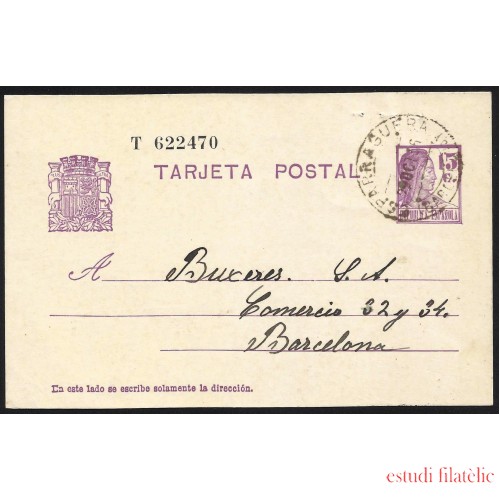 T 622470
TARJETA POSTAL
15
REPÚBLICA ESPAÑOLA
A Buxeres. S. A.
Comercio 32 y 34.
Barcelona
En este lado se escribe solamente la dirección.
estudi filatèlic